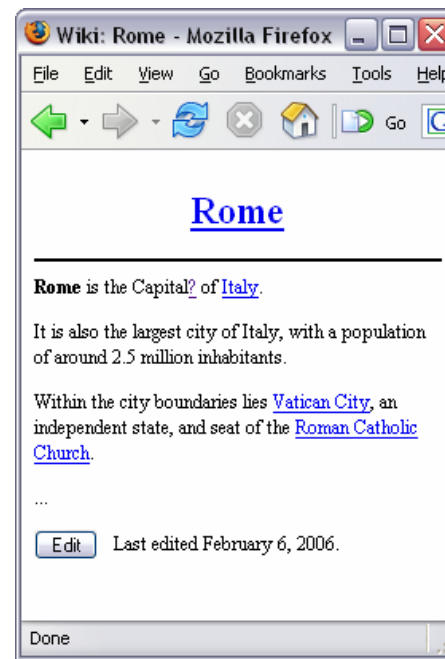 Wiki: Rome - Mozilla Firefox
File Edit View Go Bookmarks Tools Help
Go
Rome
Rome is the Capital? of Italy.
It is also the largest city of Italy, with a population
of around 2.5 million inhabitants.
Within the city boundaries lies Vatican City, an
independent state, and seat of the Roman Catholic
Church.
...
Edit Last edited February 6, 2006.
Done